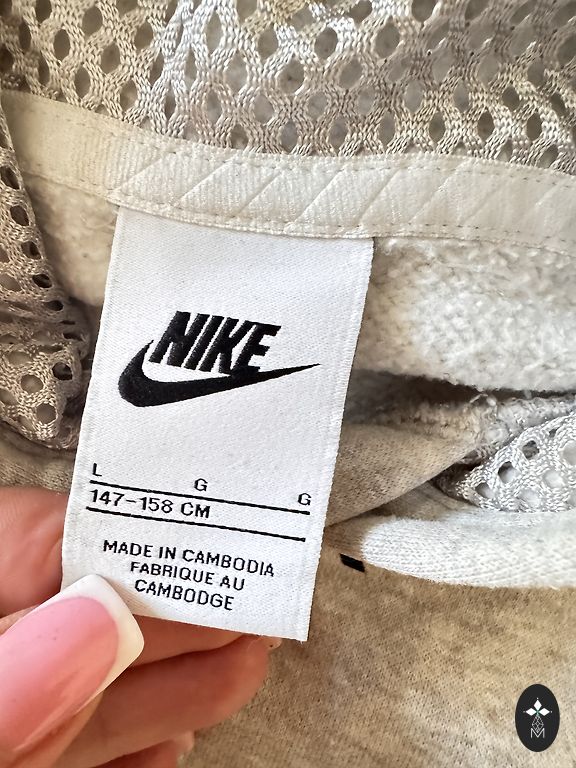 NIKE
L G G
147-158 CM
MADE IN CAMBODIA
FABRIQUE AU
CAMBODGE
M